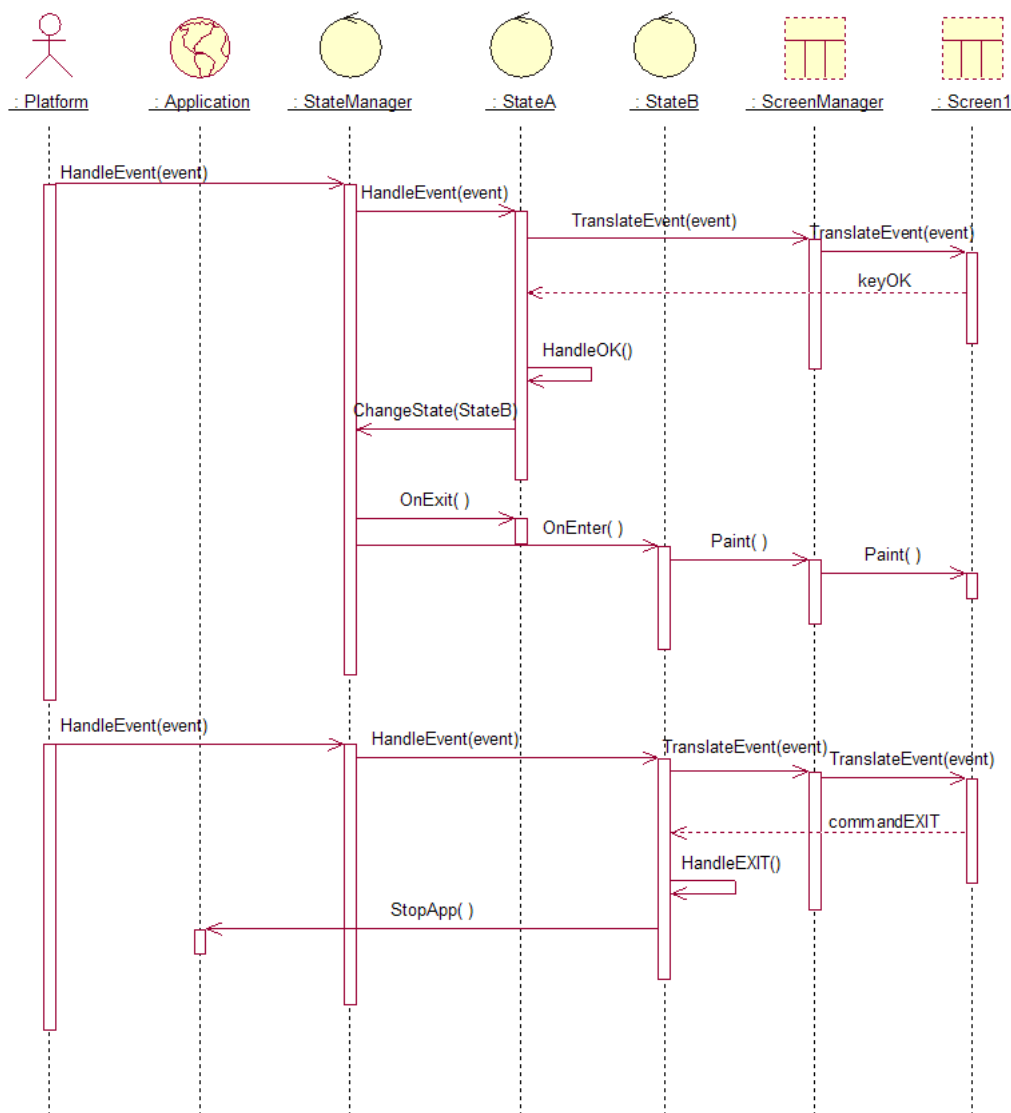 : Platform
: Application
: StateManager
: StateA
: StateB
: ScreenManager
: Screen1
HandleEvent(event)
HandleEvent(event)
TranslateEvent(event)
TranslateEvent(event)
keyOK
HandleOK()
ChangeState(StateB)
OnExit( )
OnEnter( )
Paint( )
Paint( )
HandleEvent(event)
HandleEvent(event)
TranslateEvent(event)
TranslateEvent(event)
commandEXIT
HandleEXIT()
StopApp( )